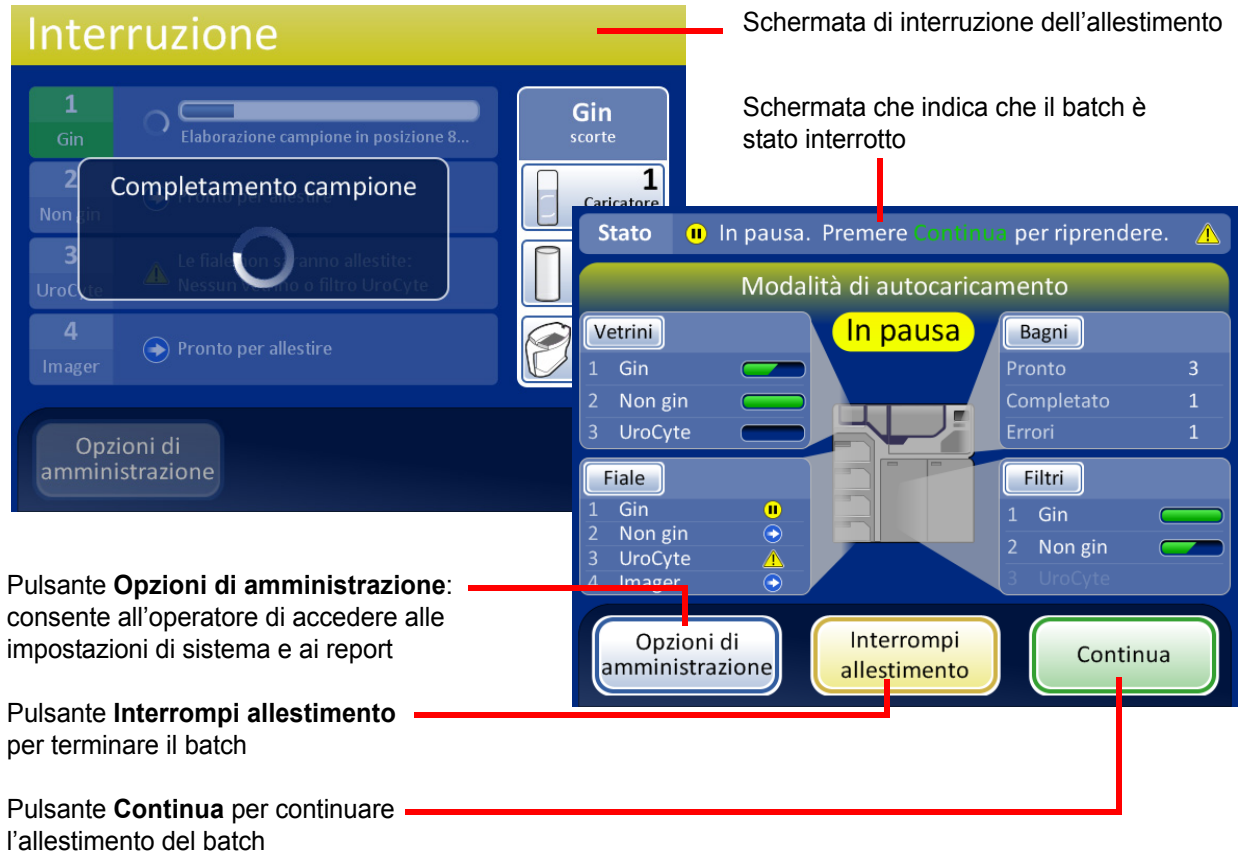 Interruzione
Schermata di interruzione dell’allestimento
Schermata che indica che il batch è
stato interrotto
1
Gin
Elaborazione campione in posizione 8...
2
Non gin
Pronto per allestire
Completamento campione
3
UroCyte
Le fiale non saranno allestite:
Nessun vetrino o filtro UroCyte
4
Imager
Pronto per allestire
Gin
scorte
1
Caricatore
Opzioni di
amministrazione
Stato In pausa. Premere Continua per riprendere.
Modalità di autocaricamento
In pausa
Vetrini
1 Gin
2 Non gin
3 UroCyte
Bagni
Pronto 3
Completato 1
Errori 1
Fiale
1 Gin
2 Non gin
3 UroCyte
4 Imager
Filtri
1 Gin
2 Non gin
3 UroCyte
Opzioni di
amministrazione
Interrompi
allestimento
Continua
Pulsante Opzioni di amministrazione:
consente all’operatore di accedere alle
impostazioni di sistema e ai report
Pulsante Interrompi allestimento
per terminare il batch
Pulsante Continua per continuare
l’allestimento del batch